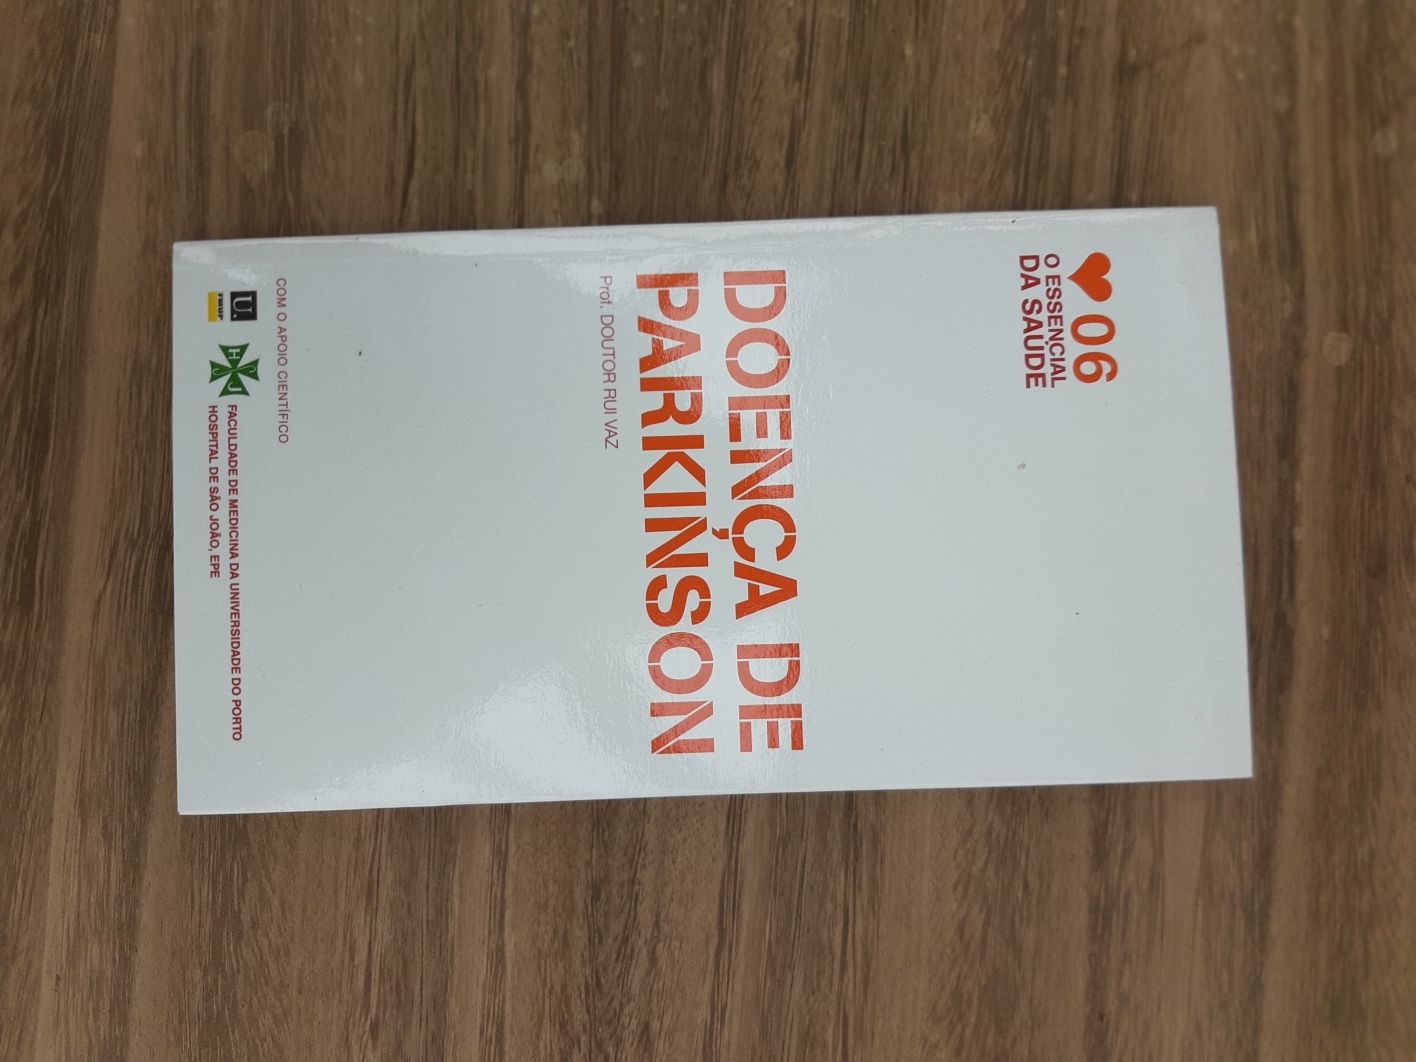 06
O ESSENCIAL
DA SAÚDE
DOENÇA DE
PARKINSON
Prof. DOUTOR RUI VAZ
COM O APOIO CIENTÍFICO
U.
FMUP
H S J
FACULDADE DE MEDICINA DA UNIVERSIDADE DO PORTO
HOSPITAL DE SÃO JOÃO, EPE